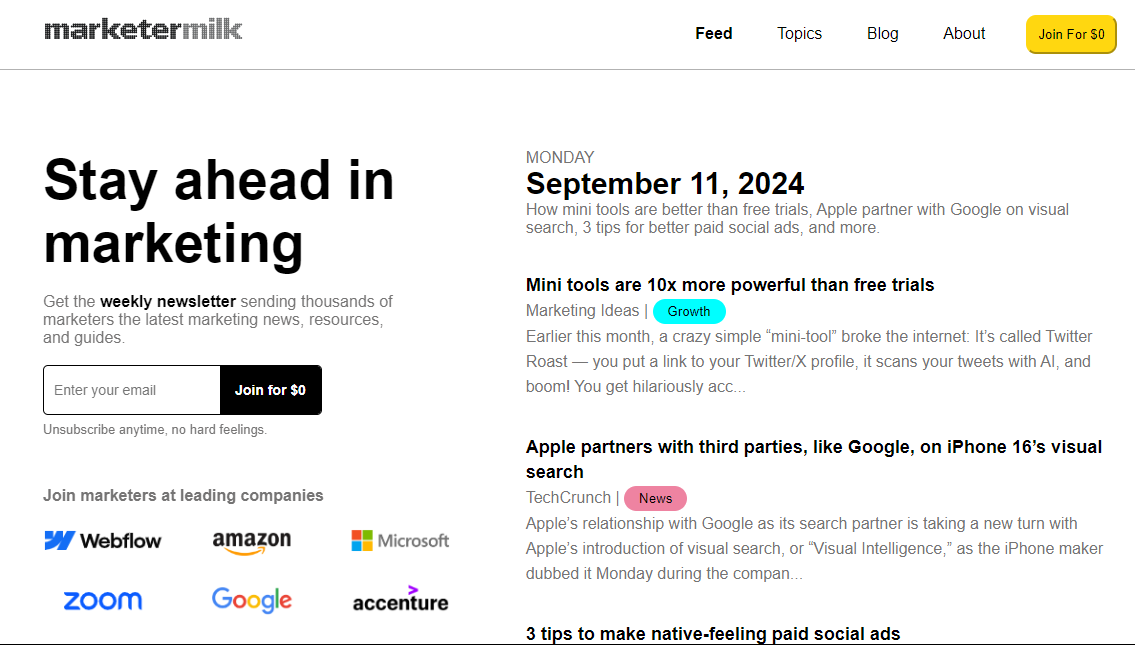 marketermilk
Feed
Topics
Blog
About
Join For $0
Stay ahead in
marketing
Get the weekly newsletter sending thousands of
marketers the latest marketing news, resources,
and guides.
Enter your email
Join for $0
Unsubscribe anytime, no hard feelings.
Join marketers at leading companies
Webflow
amazon
Microsoft
zoom
Google
accenture
MONDAY
September 11, 2024
How mini tools are better than free trials, Apple partner with Google on visual
search, 3 tips for better paid social ads, and more.
Mini tools are 10x more powerful than free trials
Marketing Ideas | Growth
Earlier this month, a crazy simple “mini-tool” broke the internet: It’s called Twitter
Roast — you put a link to your Twitter/X profile, it scans your tweets with AI, and
boom! You get hilariously acc...
Apple partners with third parties, like Google, on iPhone 16’s visual
search
TechCrunch | News
Apple’s relationship with Google as its search partner is taking a new turn with
Apple’s introduction of visual search, or “Visual Intelligence,” as the iPhone maker
dubbed it Monday during the compan...
3 tips to make native-feeling paid social ads